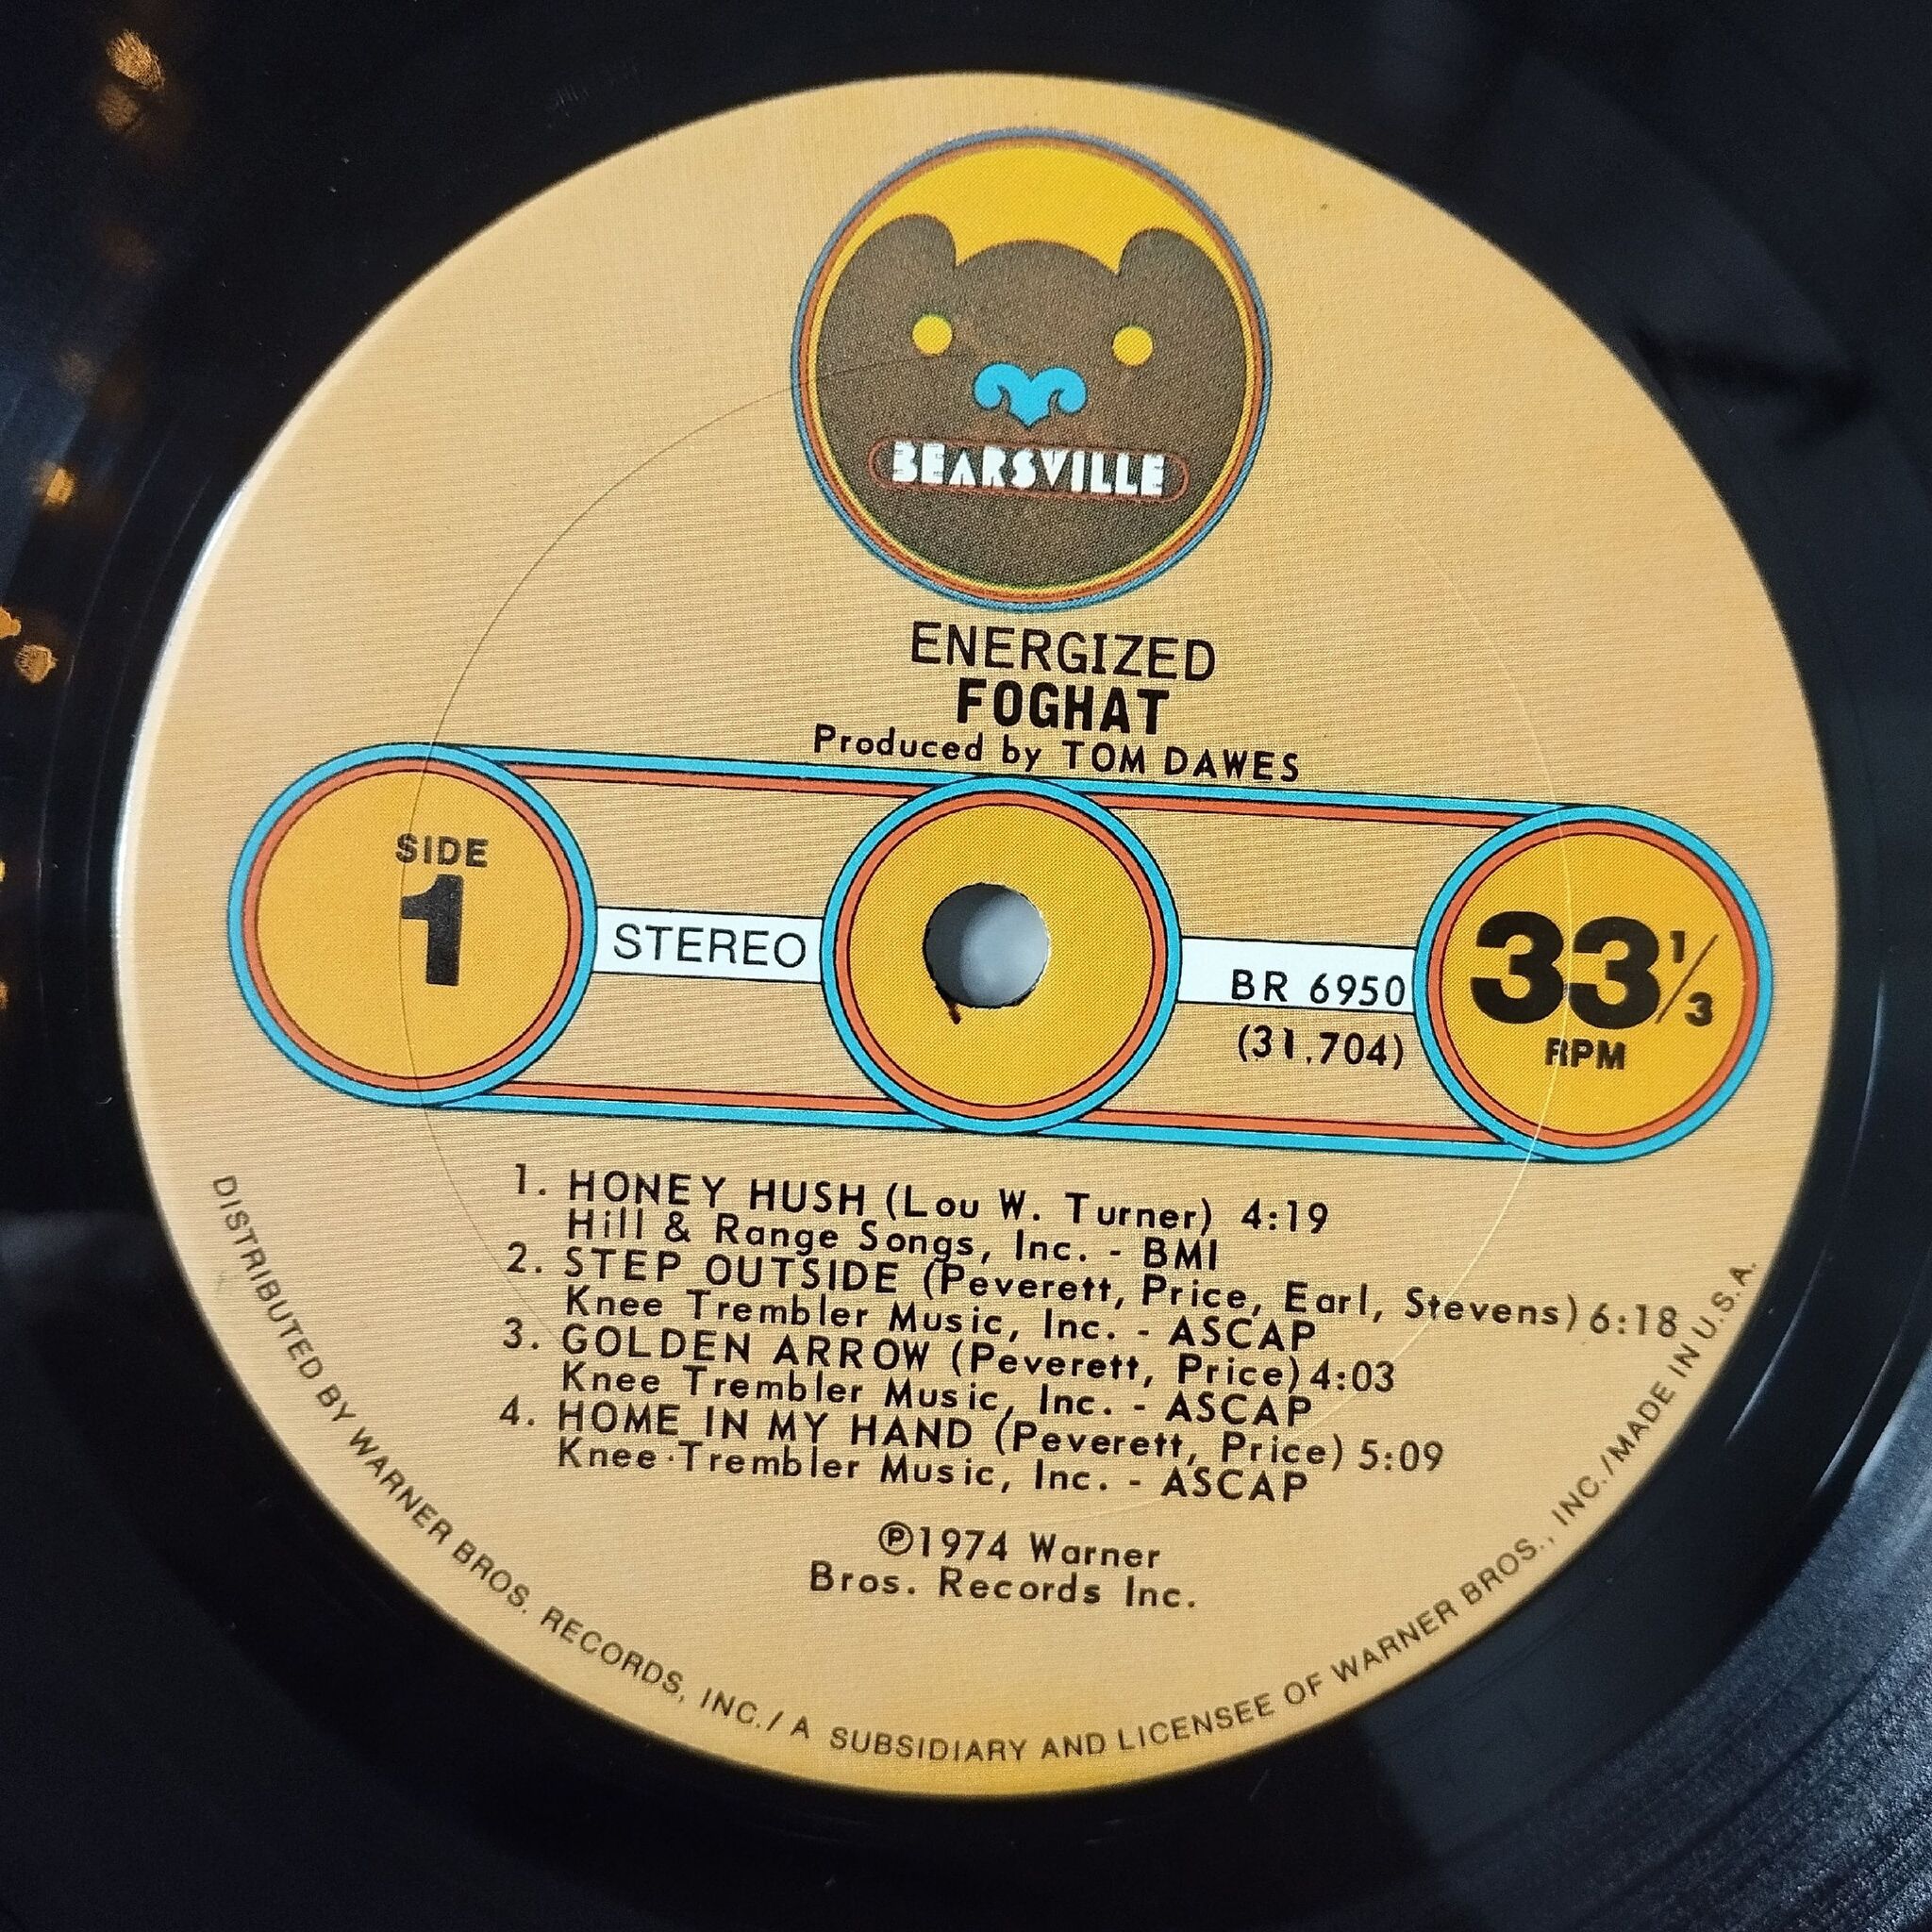 BEARSVILLE
ENERGIZED
FOGHAT
Produced by TOM DAWES
SIDE
1
STEREO
BR 6950
(31,704)
33 1/3
RPM
1. HONEY HUSH (Lou W. Turner) 4:19
Hill & Range Songs, Inc. - BMI
2. STEP OUTSIDE (Peverett, Price, Earl, Stevens) 6:18
Knee Trembler Music, Inc. - ASCAP
3. GOLDEN ARROW (Peverett, Price) 4:03
Knee Trembler Music, Inc. - ASCAP
4. HOME IN MY HAND (Peverett, Price) 5:09
Knee Trembler Music, Inc. - ASCAP
℗1974 Warner
Bros. Records Inc.
DISTRIBUTED BY WARNER BROS. RECORDS, INC./ A SUBSIDIARY AND LICENSEE OF WARNER BROS., INC./MADE IN U.S.A.